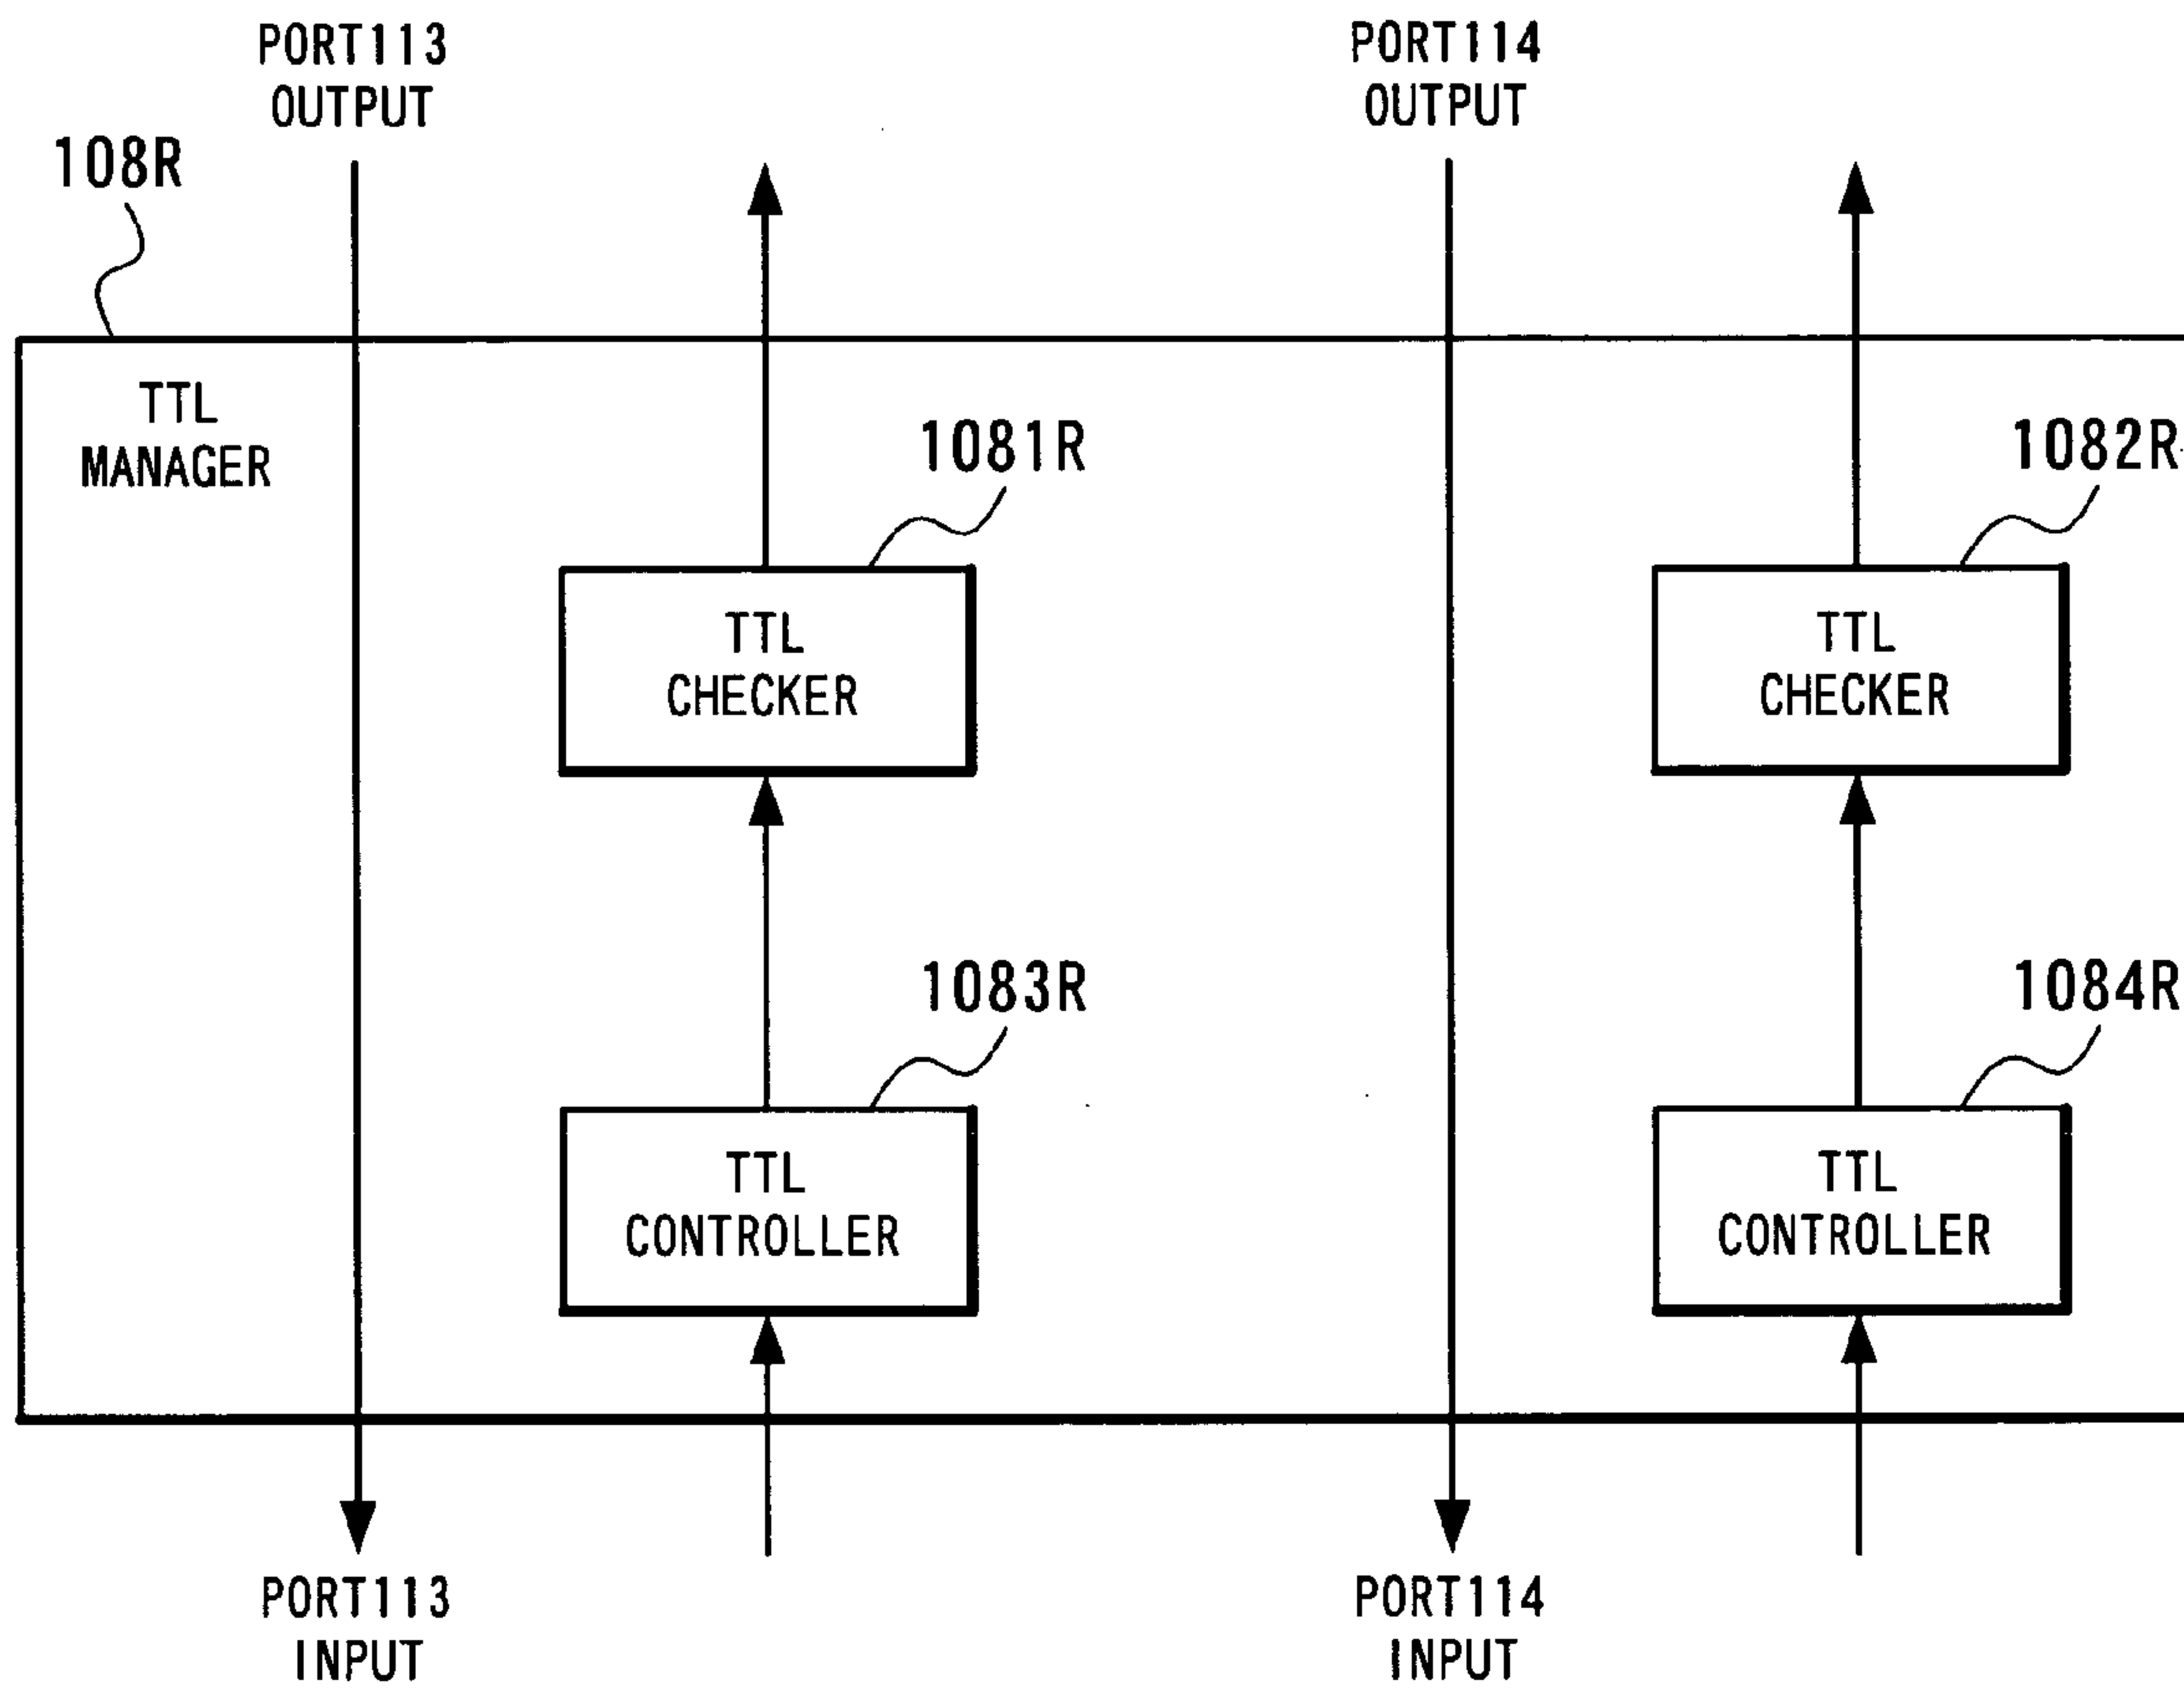 PORT113
OUTPUT
PORT114
OUTPUT
108R
TTL
MANAGER
1081R
1082R
TTL
CHECKER
TTL
CHECKER
1083R
1084R
TTL
CONTROLLER
TTL
CONTROLLER
PORT113
INPUT
PORT114
INPUT